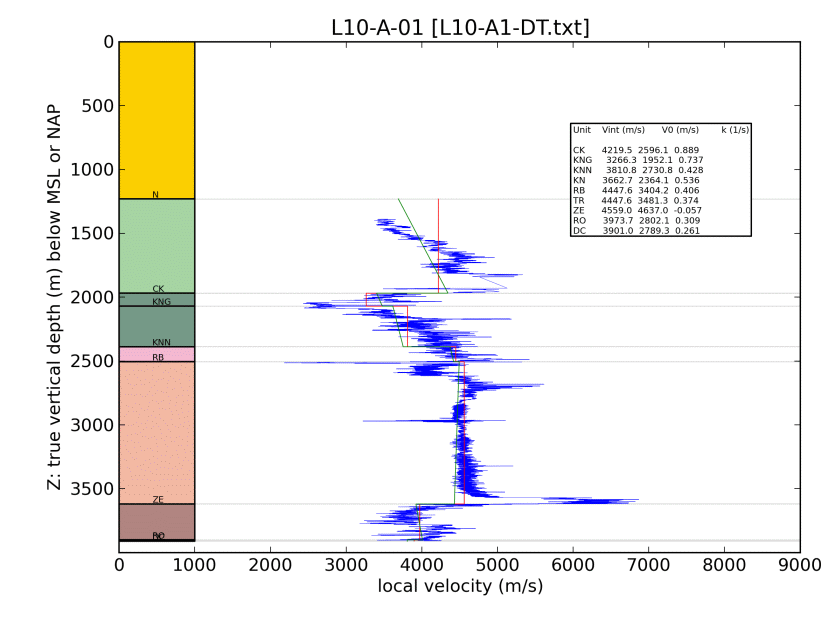 L10-A-01 [L10-A1-DT.txt]
Z: true vertical depth (m) below MSL or NAP
0
500
1000
1500
2000
2500
3000
3500
N
CK
KNG
KNN
RB
ZE
RO
Unit Vint (m/s) V0 (m/s) k (1/s)
CK 4219.5 2596.1 0.889
KNG 3266.3 1952.1 0.737
KNN 3810.8 2730.8 0.428
KN 3662.7 2364.1 0.536
RB 4447.6 3404.2 0.406
TR 4447.6 3481.3 0.374
ZE 4559.0 4637.0 -0.057
RO 3973.7 2802.1 0.309
DC 3901.0 2789.3 0.261
0 1000 2000 3000 4000 5000 6000 7000 8000 9000
local velocity (m/s)